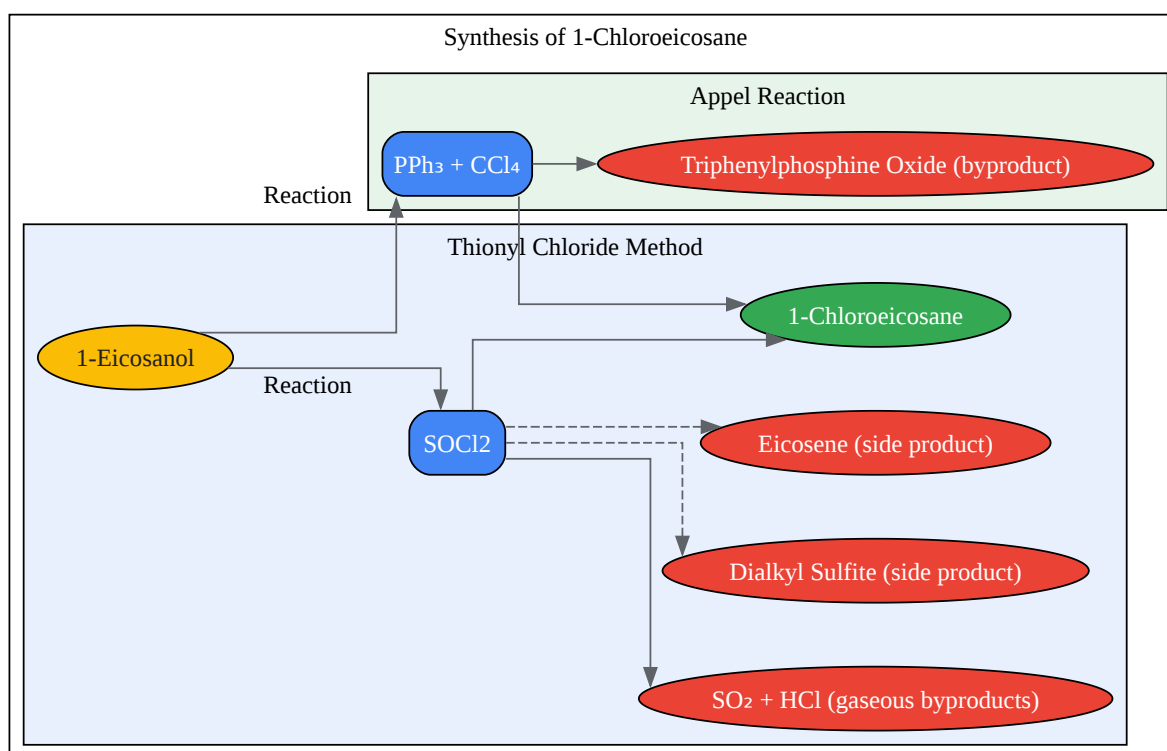 Synthesis of 1-Chloroeicosane
Appel Reaction
PPh₃ + CCl₄
Triphenylphosphine Oxide (byproduct)
Reaction
Thionyl Chloride Method
1-Chloroeicosane
1-Eicosanol
Reaction
SOCl2
Eicosene (side product)
Dialkyl Sulfite (side product)
SO₂ + HCl (gaseous byproducts)